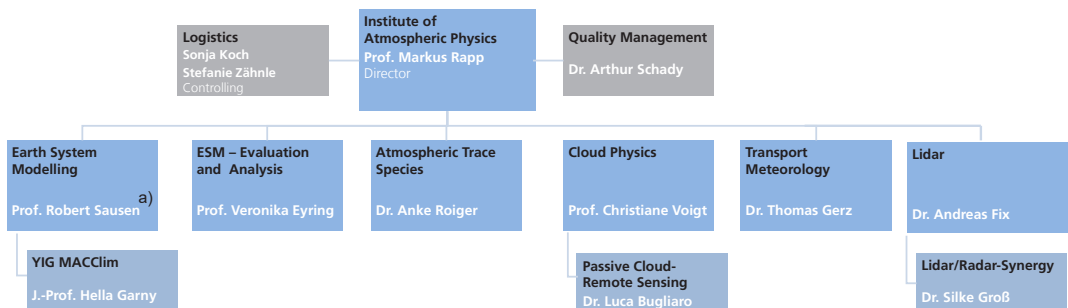 Institute of
Atmospheric Physics
Prof. Markus Rapp
Director
Logistics
Sonja Koch
Stefanie Zähnle
Controlling
Quality Management
Dr. Arthur Schady
Earth System
Modelling
a)
Prof. Robert Sausen
ESM – Evaluation
and Analysis
Prof. Veronika Eyring
Atmospheric Trace
Species
Dr. Anke Roiger
Cloud Physics
Prof. Christiane Voigt
Transport
Meteorology
Dr. Thomas Gerz
Lidar
Dr. Andreas Fix
YIG MACClim
J.-Prof. Hella Garny
Passive Cloud-
Remote Sensing
Dr. Luca Bugliaro
Lidar/Radar-Synergy
Dr. Silke Groß